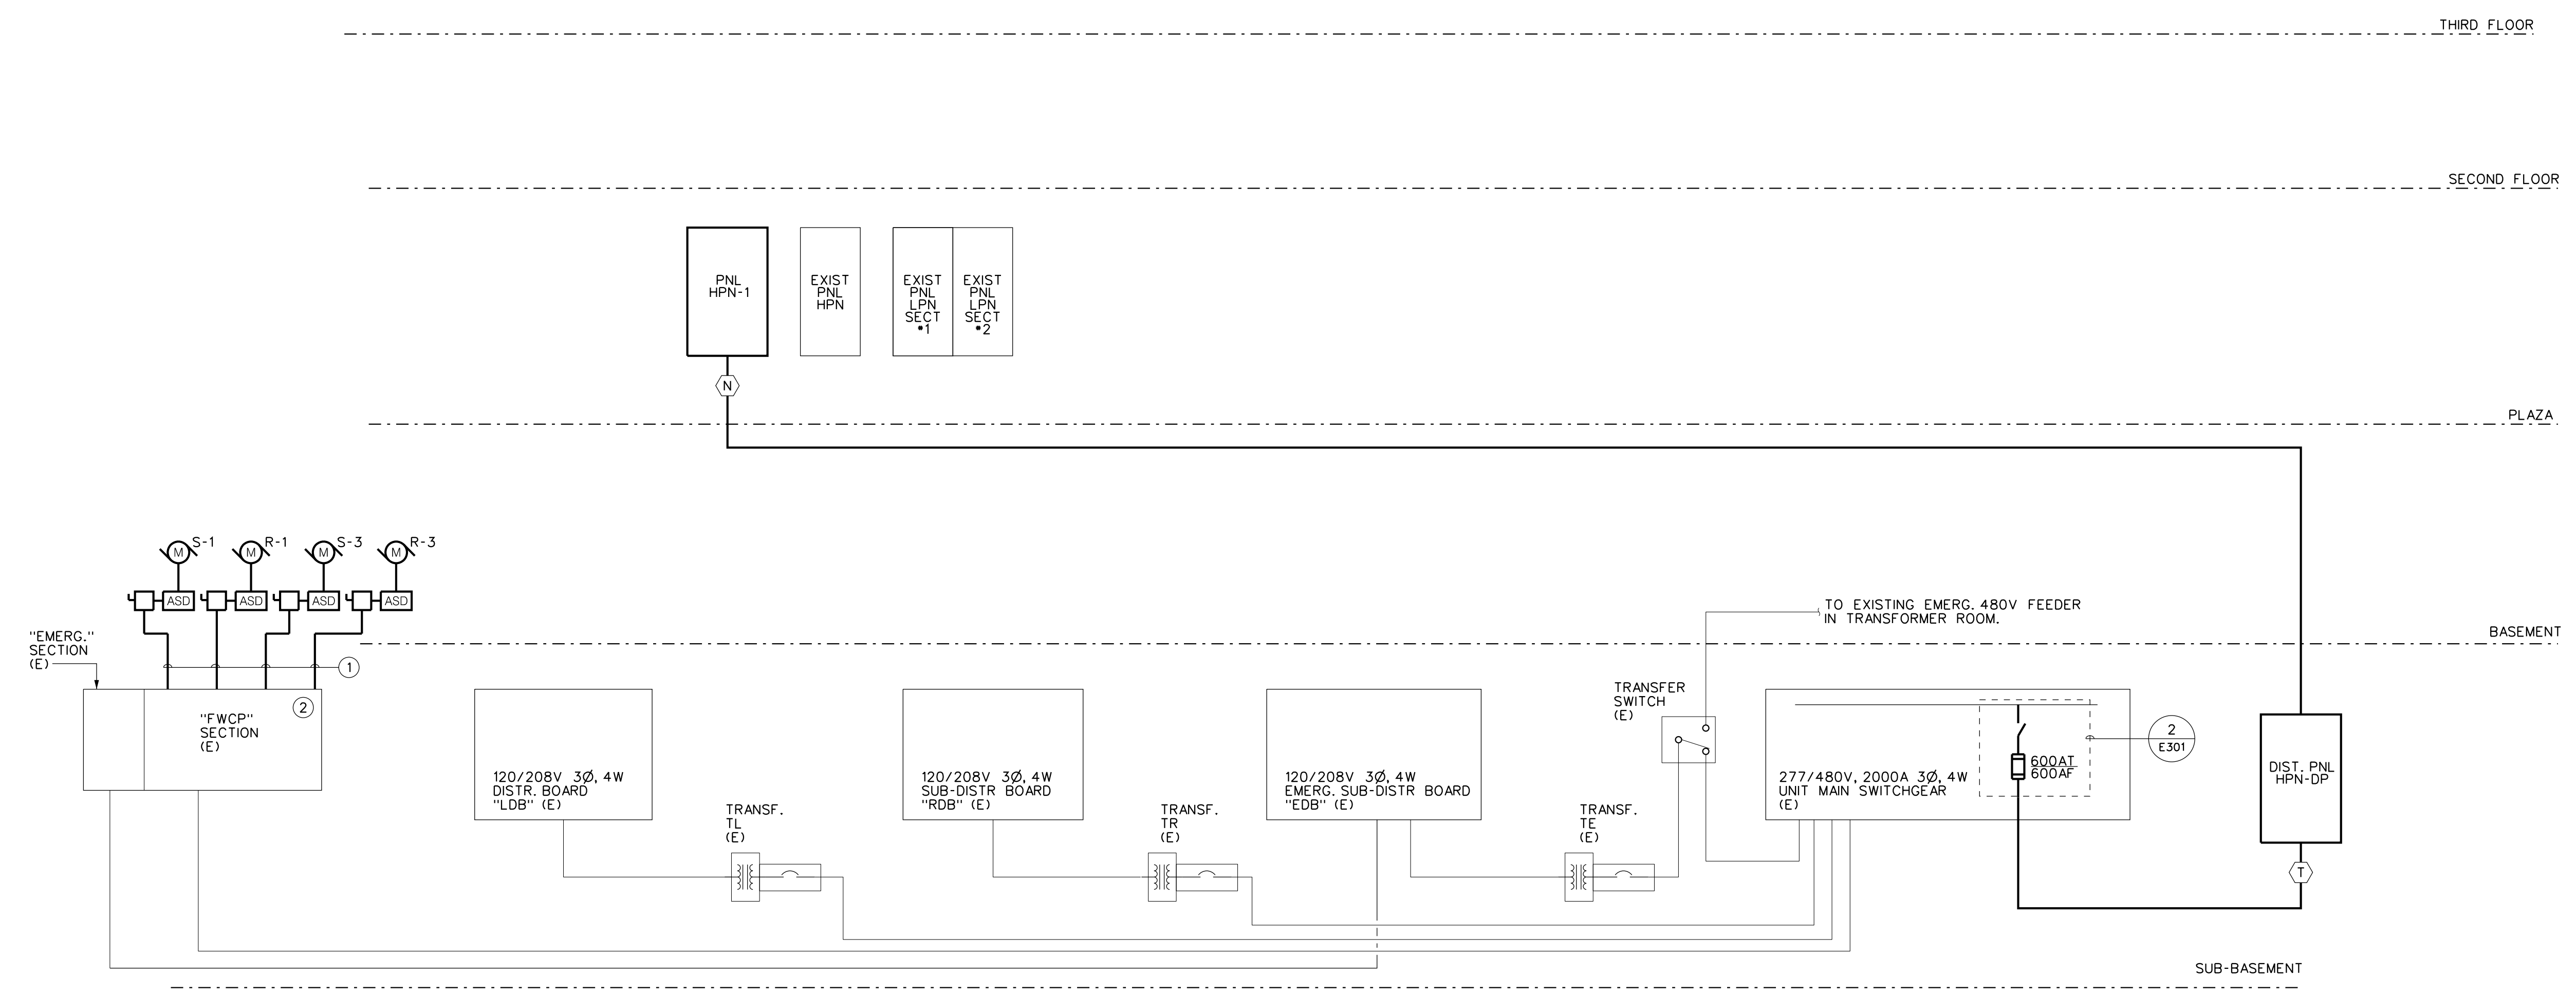 THIRD FLOOR
SECOND FLOOR
PNL
HPN-1
EXIST
PNL
HPN
EXIST
PNL
LPN
SECT
*1
EXIST
PNL
LPN
SECT
*2
N
PLAZA
S-1
R-1
S-3
R-3
M
M
M
M
ASD
ASD
ASD
ASD
TO EXISTING EMERG. 480V FEEDER
IN TRANSFORMER ROOM.
BASEMENT
"EMERG."
SECTION
(E)
1
2
"FWCP"
SECTION
(E)
120/208V 3Ø, 4W
DISTR. BOARD
"LDB" (E)
TRANSF.
TL
(E)
120/208V 3Ø, 4W
SUB-DISTR BOARD
"RDB" (E)
TRANSF.
TR
(E)
120/208V 3Ø, 4W
EMERG. SUB-DISTR BOARD
"EDB" (E)
TRANSFER
SWITCH
(E)
TRANSF.
TE
(E)
277/480V, 2000A 3Ø, 4W
UNIT MAIN SWITCHGEAR
(E)
600AT
600AF
2
E301
DIST. PNL
HPN-DP
T
SUB-BASEMENT